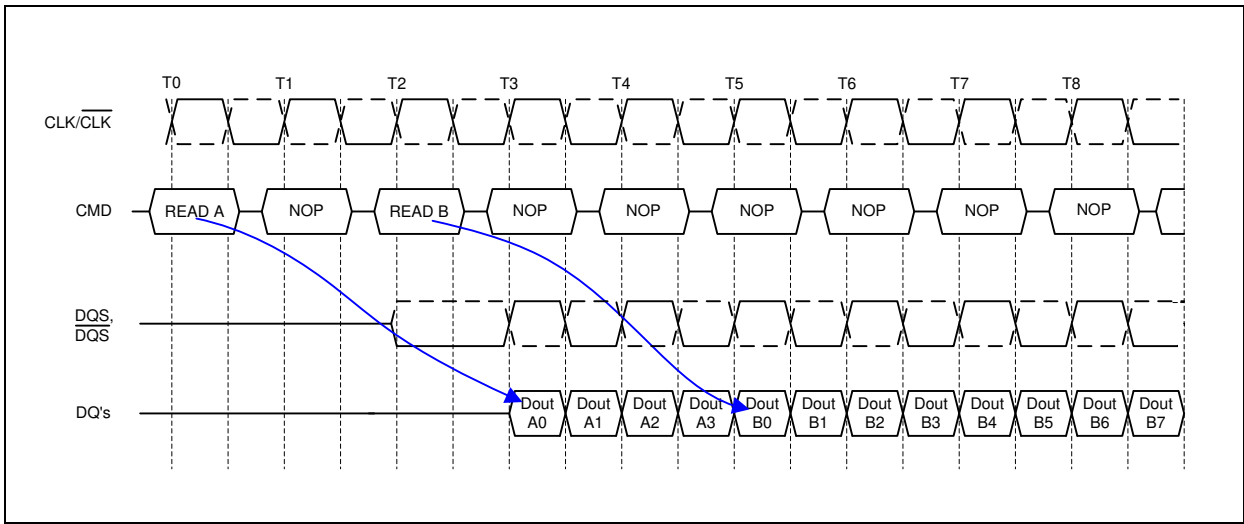 T0 T1 T2 T3 T4 T5 T6 T7 T8
CLK/CLK
CMD READ A NOP READ B NOP NOP NOP NOP NOP NOP
DQS,
DQS
DQ's
Dout Dout Dout Dout Dout Dout Dout Dout Dout Dout Dout Dout
A0 A1 A2 A3 B0 B1 B2 B3 B4 B5 B6 B7